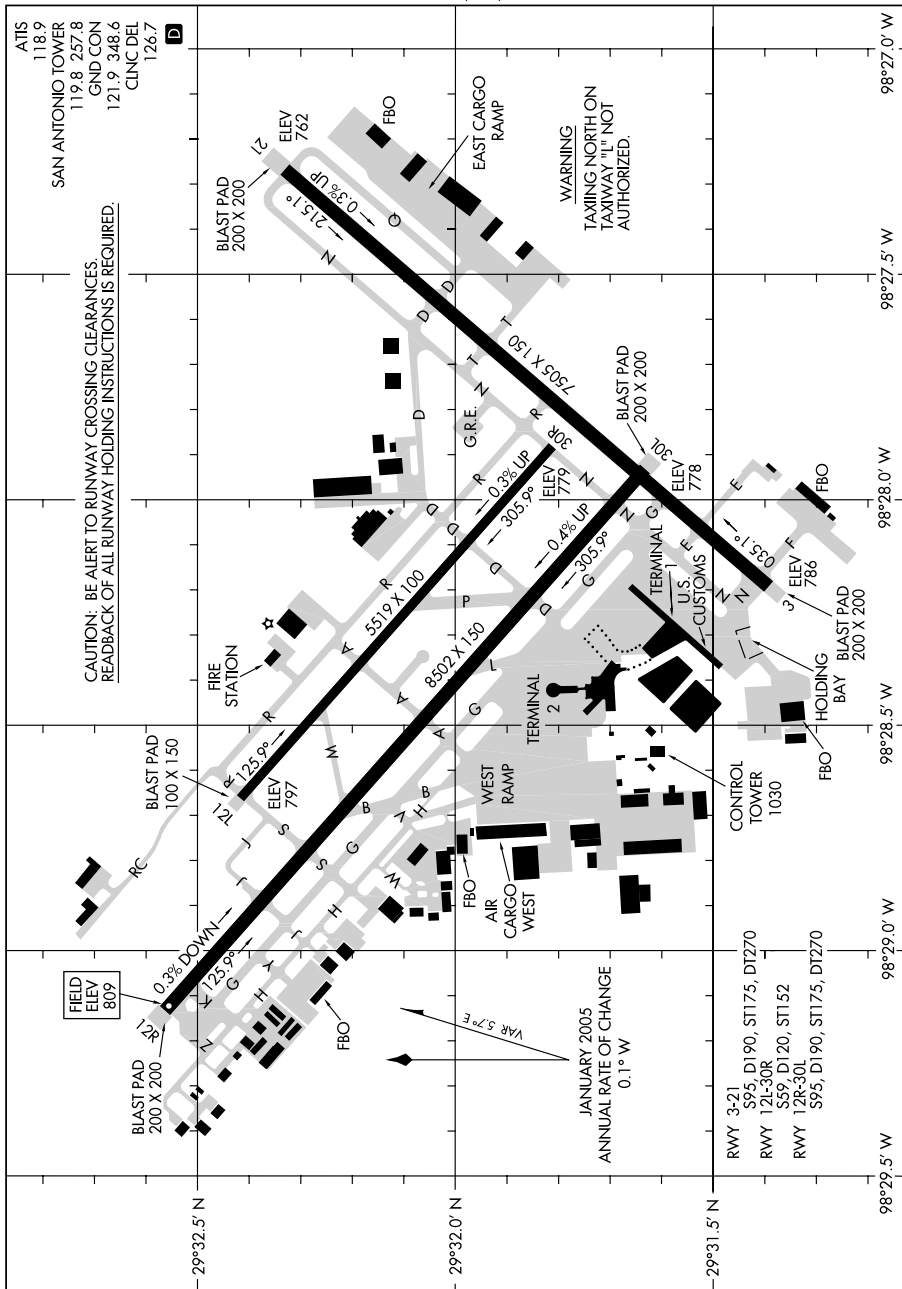 ATIS
118.9
SAN ANTONIO TOWER
119.8 257.8
GND CON
121.9 348.6
CLNC DEL
126.7
D
CAUTION: BE ALERT TO RUNWAY CROSSING CLEARANCES.
READBACK OF ALL RUNWAY HOLDING INSTRUCTIONS IS REQUIRED.
FIELD
ELEV
809
12R
BLAST PAD
200 X 200
0.3% DOWN
125.9°
RC
BLAST PAD
100 X 150
12L
125.9°
ELEV
797
FIRE
STATION
5519 X 100
8502 X 150
0.3% UP
305.9°
30R
ELEV
779
0.4% UP
305.9°
BLAST PAD
200 X 200
30L
ELEV
778
BLAST PAD
200 X 200
21
ELEV
762
215.1°
0.3% UP
7505 X 150
035.1°
3
ELEV
786
BLAST PAD
200 X 200
FBO
EAST CARGO
RAMP
G.R.E.
WARNING
TAXIING NORTH ON
TAXIWAY "L" NOT
AUTHORIZED.
FBO
TERMINAL
1
U.S.
CUSTOMS
TERMINAL
2
HOLDING
BAY
FBO
CONTROL
TOWER
1030
WEST
RAMP
AIR
CARGO
WEST
FBO
FBO
K
G
Y
J
H
Z
H
J
J
S
S
G
W
V
H
B
B
W
R
R
R
R
A
A
A
G
L
P
D
D
D
D
D
D
D
G
G
N
N
N
N
N
N
R
T
T
Q
E
E
F
VAR 5.7° E
JANUARY 2005
ANNUAL RATE OF CHANGE
0.1° W
RWY 3-21
S95, D190, ST175, DT270
RWY 12L-30R
S59, D120, ST152
RWY 12R-30L
S95, D190, ST175, DT270
29°32.5' N
29°32.0' N
29°31.5' N
98°29.5' W
98°29.0' W
98°28.5' W
98°28.0' W
98°27.5' W
98°27.0' W